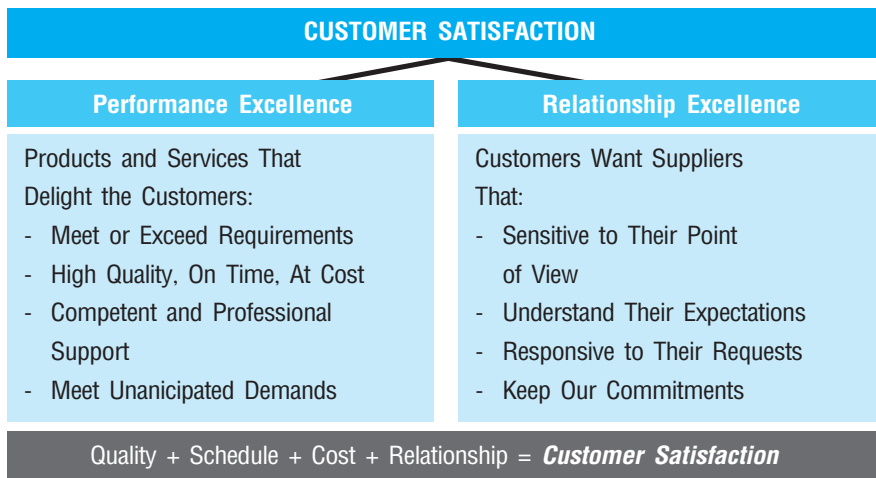 CUSTOMER SATISFACTION
Performance Excellence
Products and Services That
Delight the Customers:
- Meet or Exceed Requirements
- High Quality, On Time, At Cost
- Competent and Professional
Support
- Meet Unanicipated Demands
Relationship Excellence
Customers Want Suppliers
That:
- Sensitive to Their Point
of View
- Understand Their Expectations
- Responsive to Their Requests
- Keep Our Commitments
Quality + Schedule + Cost + Relationship = Customer Satisfaction